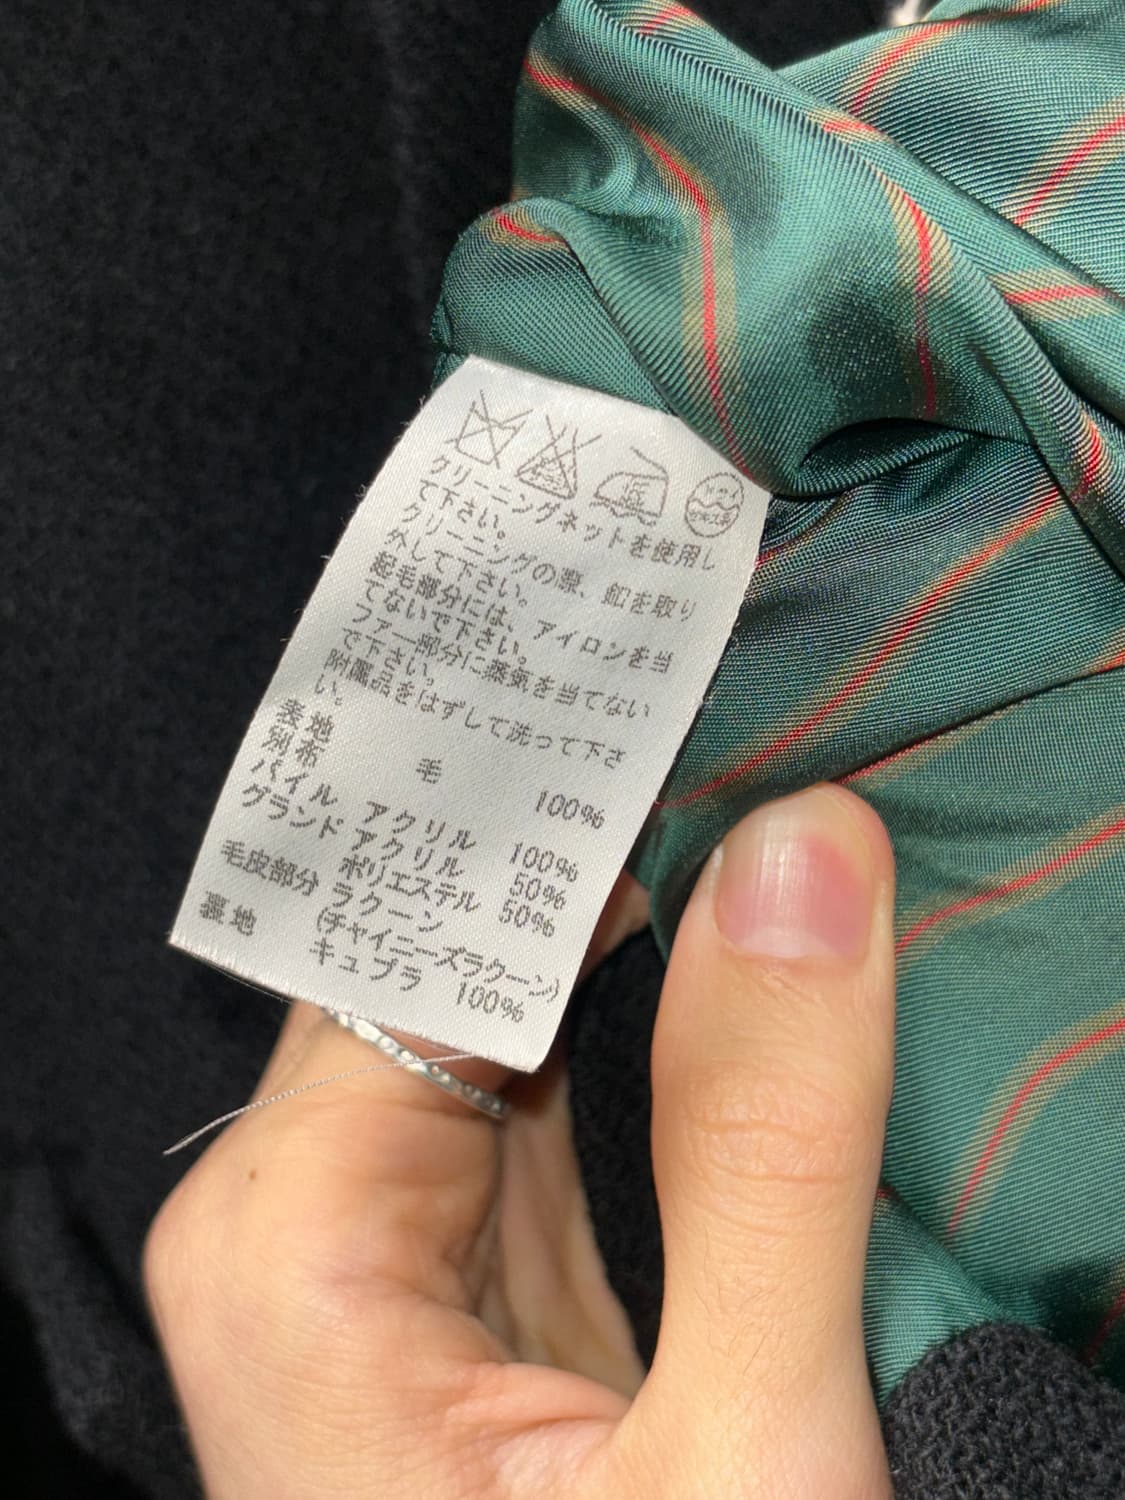 クリーニングネットを使用し
て下さい。
クリーニングの際、釦を取り
外して下さい。
起毛部分には、アイロンを当
てないで下さい。
ファー部分に蒸気を当てない
で下さい。
附属品をはずして洗って下さ
い。
表地 毛 100%
別布
パイル アクリル 100%
グランド アクリル 50%
ポリエステル 50%
毛皮部分 ラクーン
(チャイニーズラクーン)
裏地 キュプラ 100%